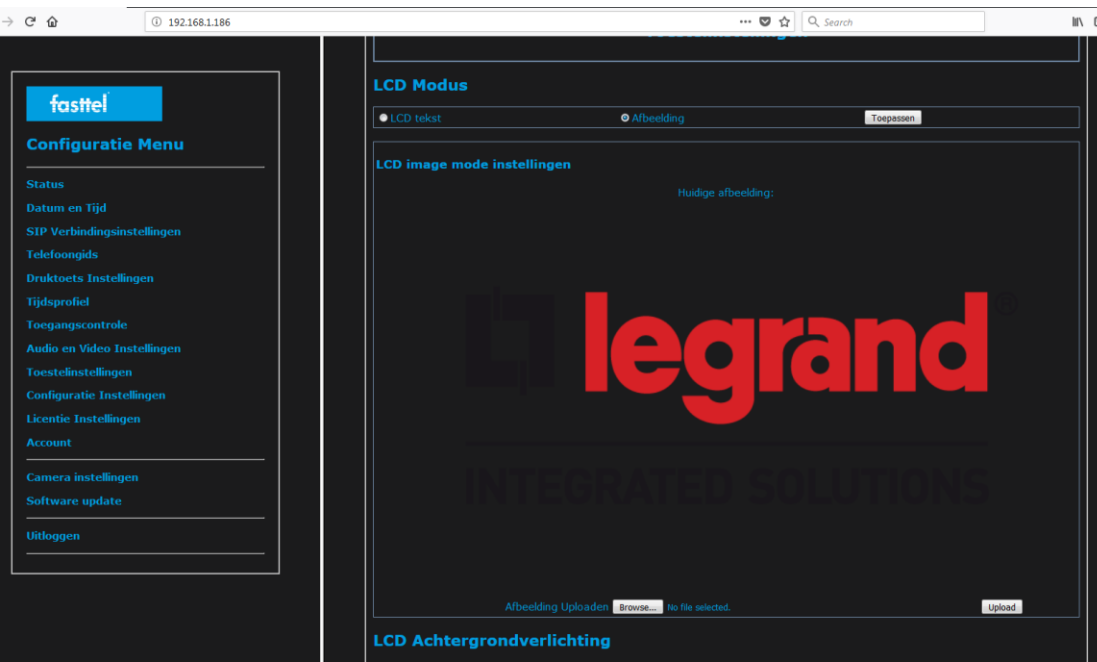 192.168.1.186
Search
fasttel
Configuratie Menu
Status
Datum en Tijd
SIP Verbindingsinstellingen
Telefoongids
Druktoets Instellingen
Tijdsprofiel
Toegangscontrole
Audio en Video Instellingen
Toestelinstellingen
Configuratie Instellingen
Licentie Instellingen
Account
Camera instellingen
Software update
Uitloggen
LCD Modus
LCD tekst
Afbeelding
Toepassen
LCD image mode instellingen
Huidige afbeelding:
legrand®
INTEGRATED SOLUTIONS
Afbeelding Uploaden Browse... No file selected.
Upload
LCD Achtergrondverlichting